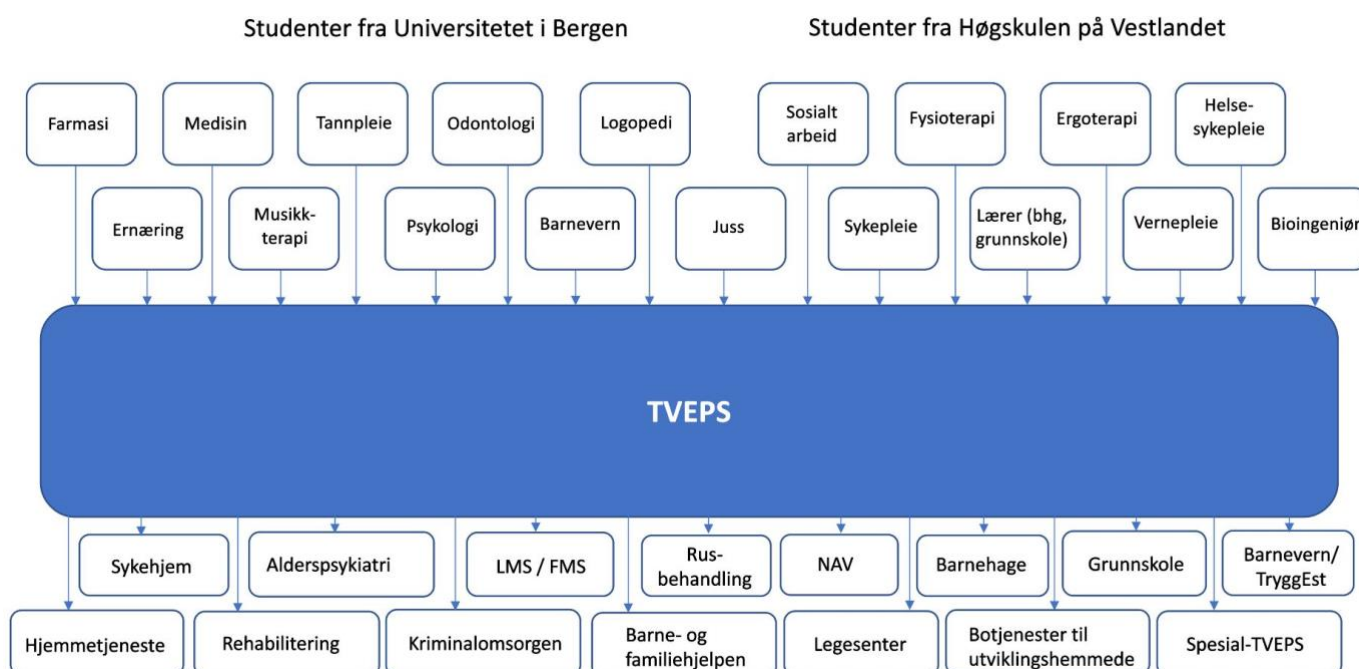 Studenter fra Universitetet i Bergen
Studenter fra Høgskulen på Vestlandet
Farmasi
Medisin
Tannpleie
Odontologi
Logopedi
Sosialt
arbeid
Fysioterapi
Ergoterapi
Helse-
sykepleie
Ernæring
Musikk-
terapi
Psykologi
Barnevern
Juss
Sykepleie
Lærer (bhg,
grunnskole)
Vernepleie
Bioingeniør
TVEPS
Sykehjem
Alderspsykiatri
LMS / FMS
Rus-
behandling
NAV
Barnehage
Grunnskole
Barnevern/
TryggEst
Hjemmetjeneste
Rehabilitering
Kriminalomsorgen
Barne- og
familiehjelpen
Legesenter
Botjenester til
utviklingshemmede
Spesial-TVEPS